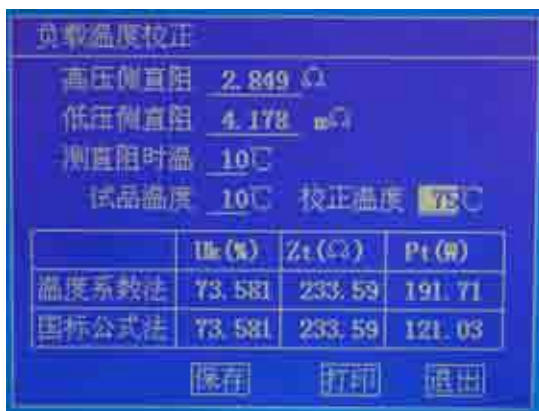 负载温度校正
高压侧直阻 2.849 Ω
低压侧直阻 4.178 mΩ
测直阻时温 10℃
试品温度 10℃ 校正温度 75℃
Uk(%) Zt(Ω) Pt(W)
温度系数法 73.581 233.59 191.71
国标公式法 73.581 233.59 121.03
保存 打印 退出